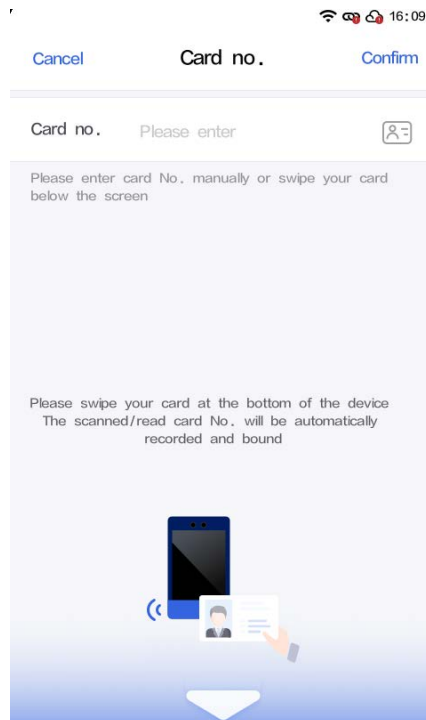 16:09
Cancel Card no. Confirm
Card no. Please enter
Please enter card No. manually or swipe your card
below the screen
Please swipe your card at the bottom of the device
The scanned/read card No. will be automatically
recorded and bound